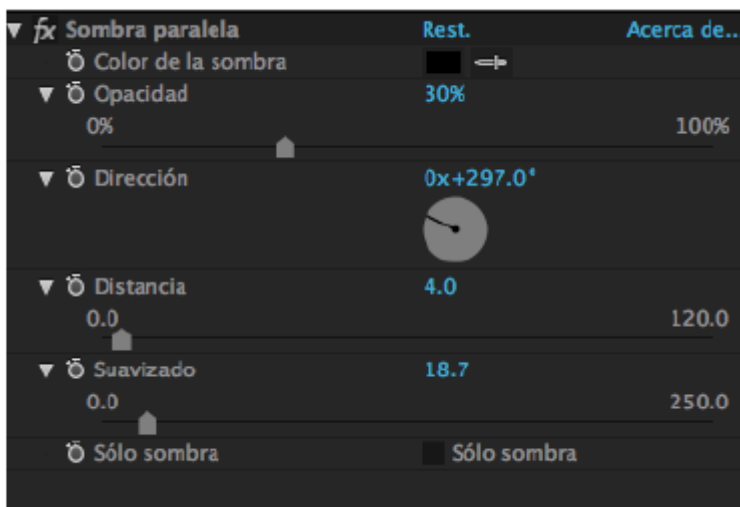 fx Sombra paralela Rest. Acerca de...
Color de la sombra
Opacidad 30%
0% 100%
Dirección 0x+297.0°
Distancia 4.0
0.0 120.0
Suavizado 18.7
0.0 250.0
Sólo sombra Sólo sombra